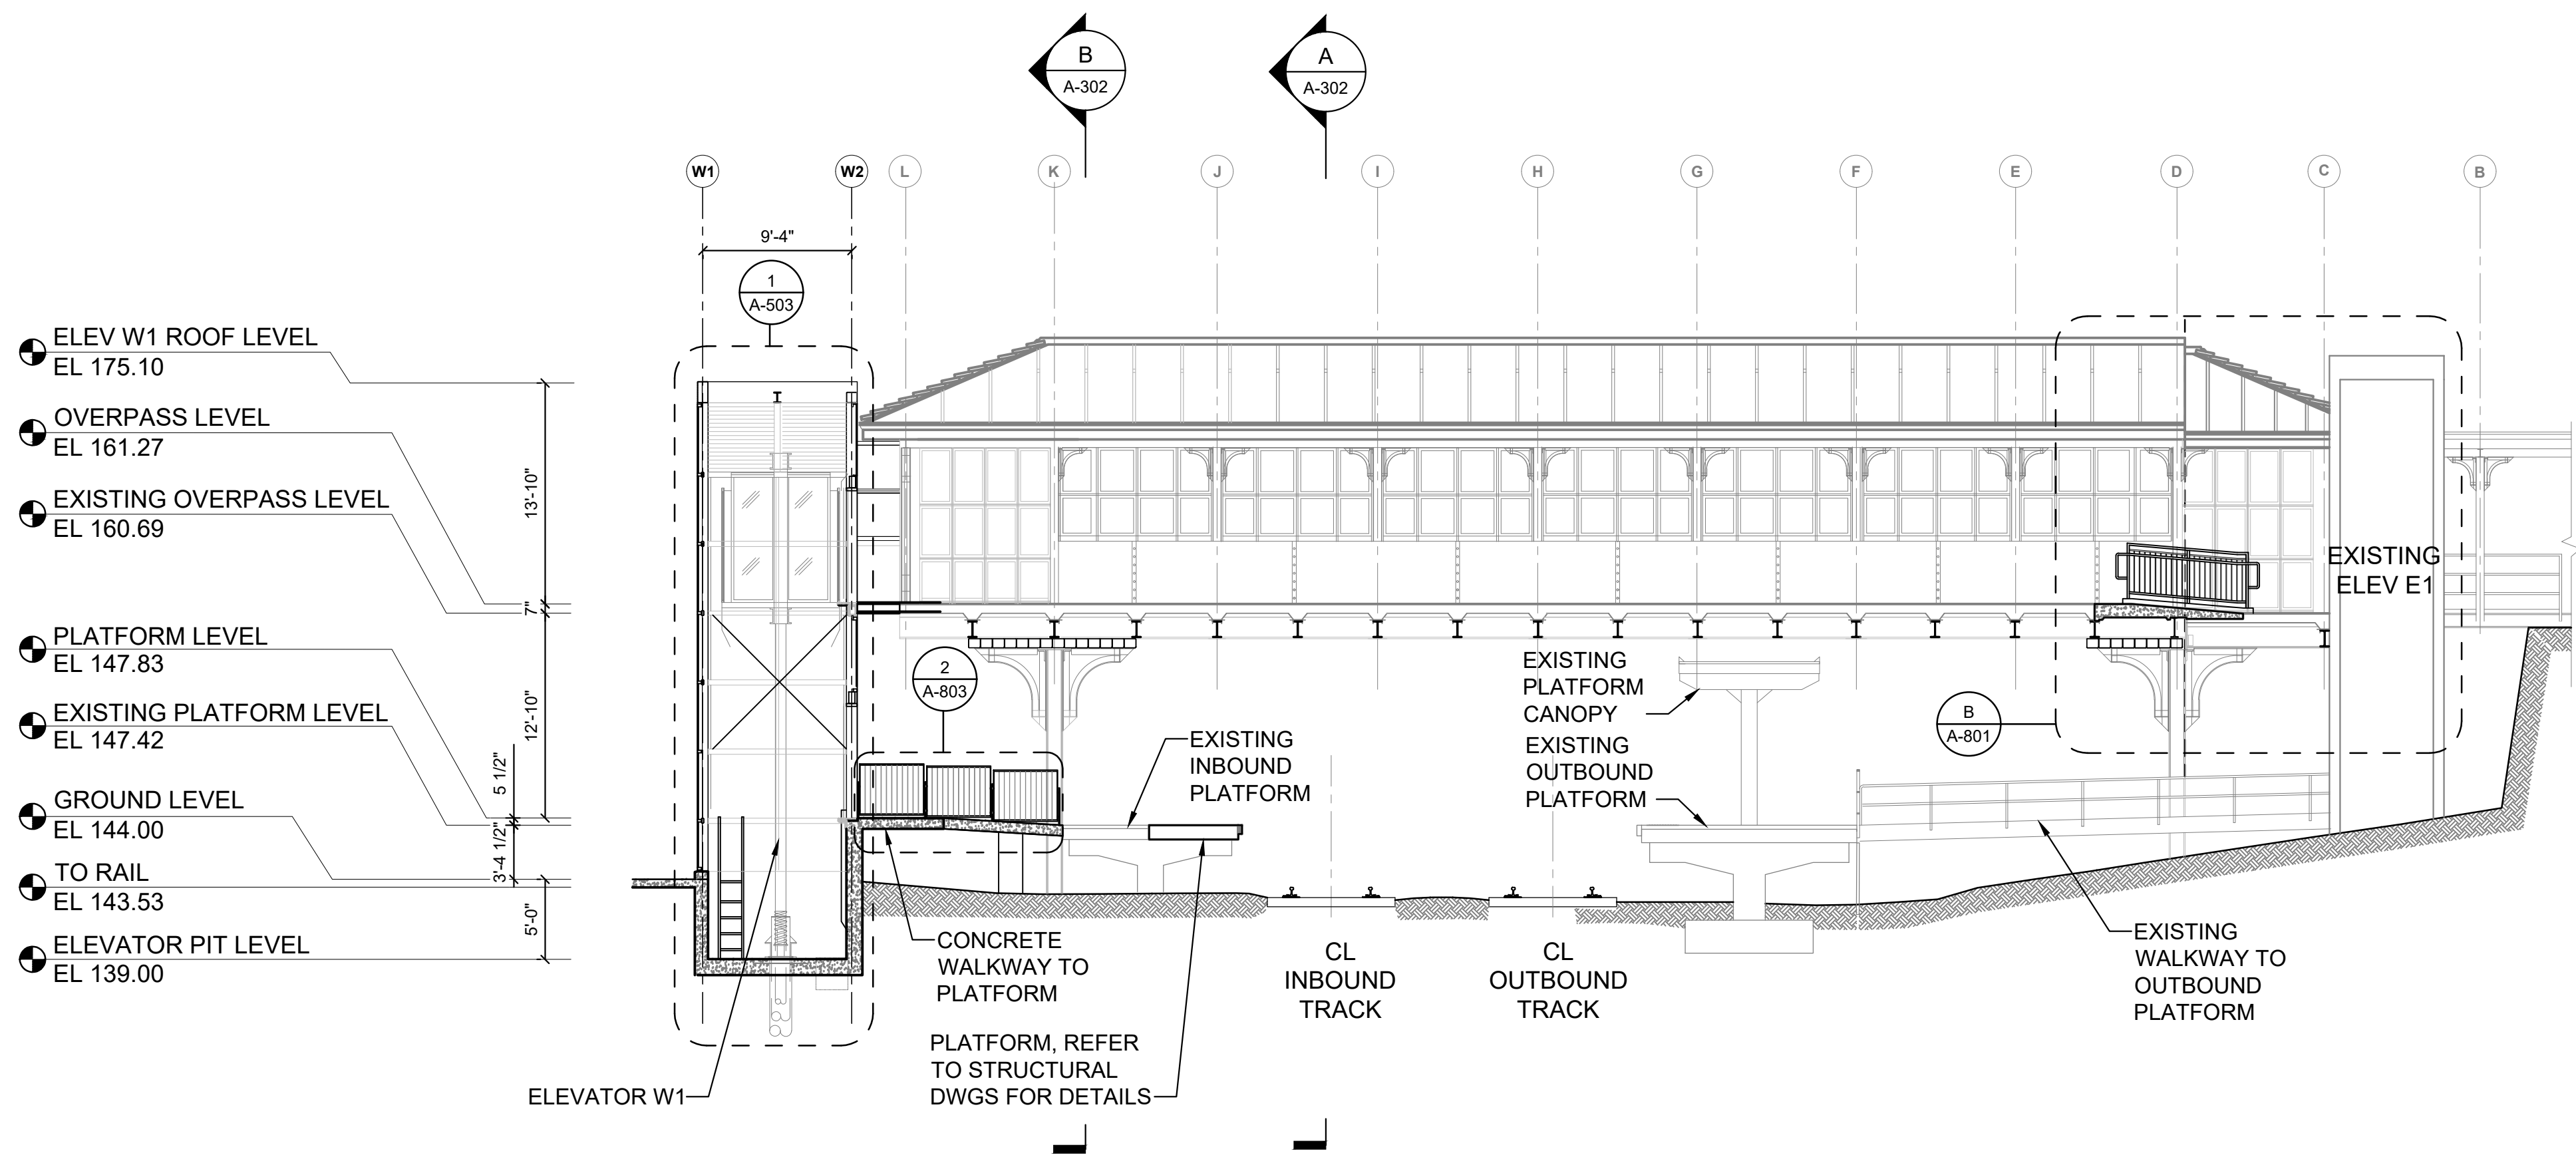 B
A-302
A
A-302
W1
W2
L
K
J
I
H
G
F
E
D
C
B
9'-4"
1
A-503
ELEV W1 ROOF LEVEL
EL 175.10
OVERPASS LEVEL
EL 161.27
EXISTING OVERPASS LEVEL
EL 160.69
PLATFORM LEVEL
EL 147.83
EXISTING PLATFORM LEVEL
EL 147.42
GROUND LEVEL
EL 144.00
TO RAIL
EL 143.53
ELEVATOR PIT LEVEL
EL 139.00
13'-10"
7"
12'-10"
5 1/2"
3'-4 1/2"
5'-0"
2
A-803
EXISTING
ELEV E1
EXISTING
PLATFORM
CANOPY
EXISTING
OUTBOUND
PLATFORM
EXISTING
INBOUND
PLATFORM
B
A-801
CONCRETE
WALKWAY TO
PLATFORM
CL
INBOUND
TRACK
CL
OUTBOUND
TRACK
EXISTING
WALKWAY TO
OUTBOUND
PLATFORM
PLATFORM, REFER
TO STRUCTURAL
DWGS FOR DETAILS
ELEVATOR W1